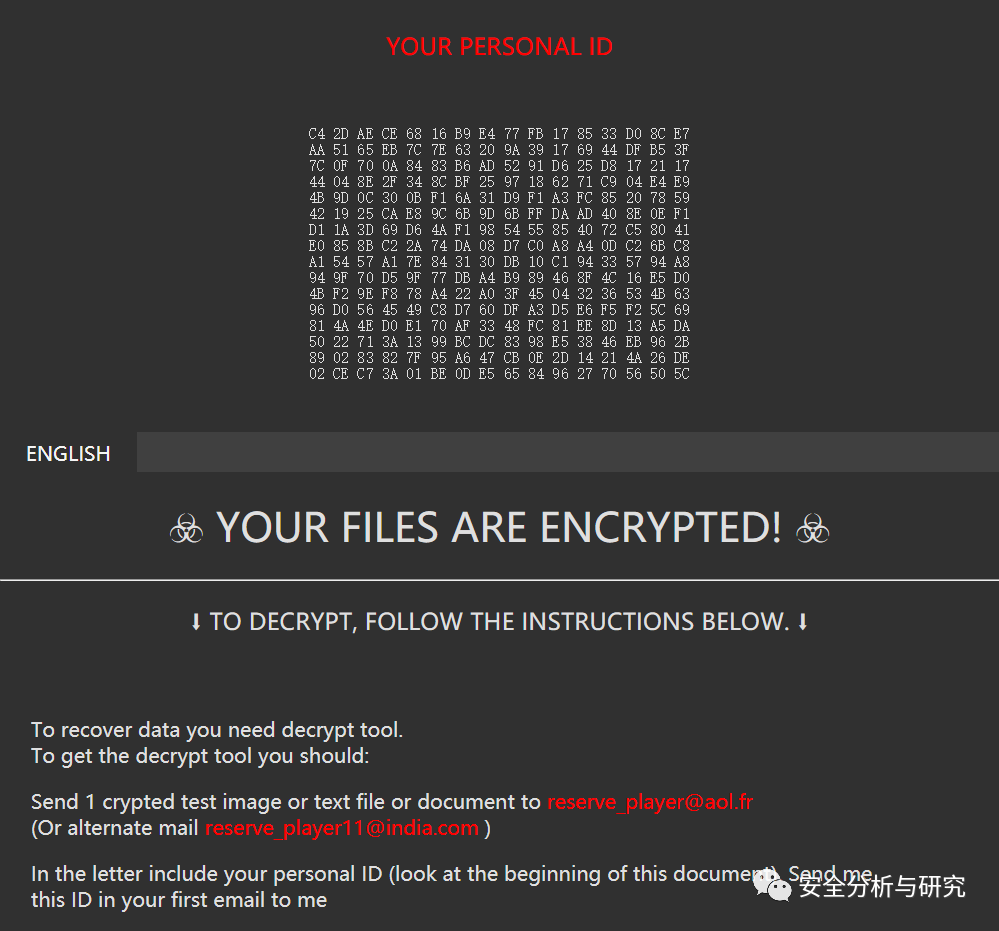 YOUR PERSONAL ID
C4 2D AE CE 68 16 B9 E4 77 FB 17 85 33 D0 8C E7
AA 51 65 EB 7C 7E 63 20 9A 39 17 69 44 DF B5 3F
7C 0F 70 0A 84 83 B6 AD 52 91 D6 25 D8 17 21 17
44 04 8E 2F 34 8C BF 25 97 18 62 71 C9 04 E4 E9
4B 9D 0C 30 0B F1 6A 31 D9 F1 A3 FC 85 20 78 59
42 19 25 CA E8 9C 6B 9D 6B FF DA AD 40 8E 0E F1
D1 1A 3D 69 D6 4A F1 98 54 55 85 40 72 C5 80 41
E0 85 8B C2 2A 74 DA 08 D7 C0 A8 A4 0D C2 6B C8
A1 54 57 A1 7E 84 31 30 DB 10 C1 94 33 57 94 A8
94 9F 70 D5 9F 77 DB A4 B9 89 46 8F 4C 16 E5 D0
4B F2 9E F8 78 A4 22 A0 3F 45 04 32 36 53 4B 63
96 D0 56 45 49 C8 D7 60 DF A3 D5 E6 F5 F2 5C 69
81 4A 4E D0 E1 70 AF 33 48 FC 81 EE 8D 13 A5 DA
50 22 71 3A 13 99 BC DC 83 98 E5 38 46 EB 96 2B
89 02 83 82 7F 95 A6 47 CB 0E 2D 14 21 4A 26 DE
02 CE C7 3A 01 BE 0D E5 65 84 96 27 70 56 50 5C
ENGLISH
☣ YOUR FILES ARE ENCRYPTED! ☣
⬇ TO DECRYPT, FOLLOW THE INSTRUCTIONS BELOW. ⬇
To recover data you need decrypt tool.
To get the decrypt tool you should:
Send 1 crypted test image or text file or document to reserve_player@aol.fr
(Or alternate mail reserve_player11@india.com )
In the letter include your personal ID (look at the beginning of this document). Send me
this ID in your first email to me
安全分析与研究